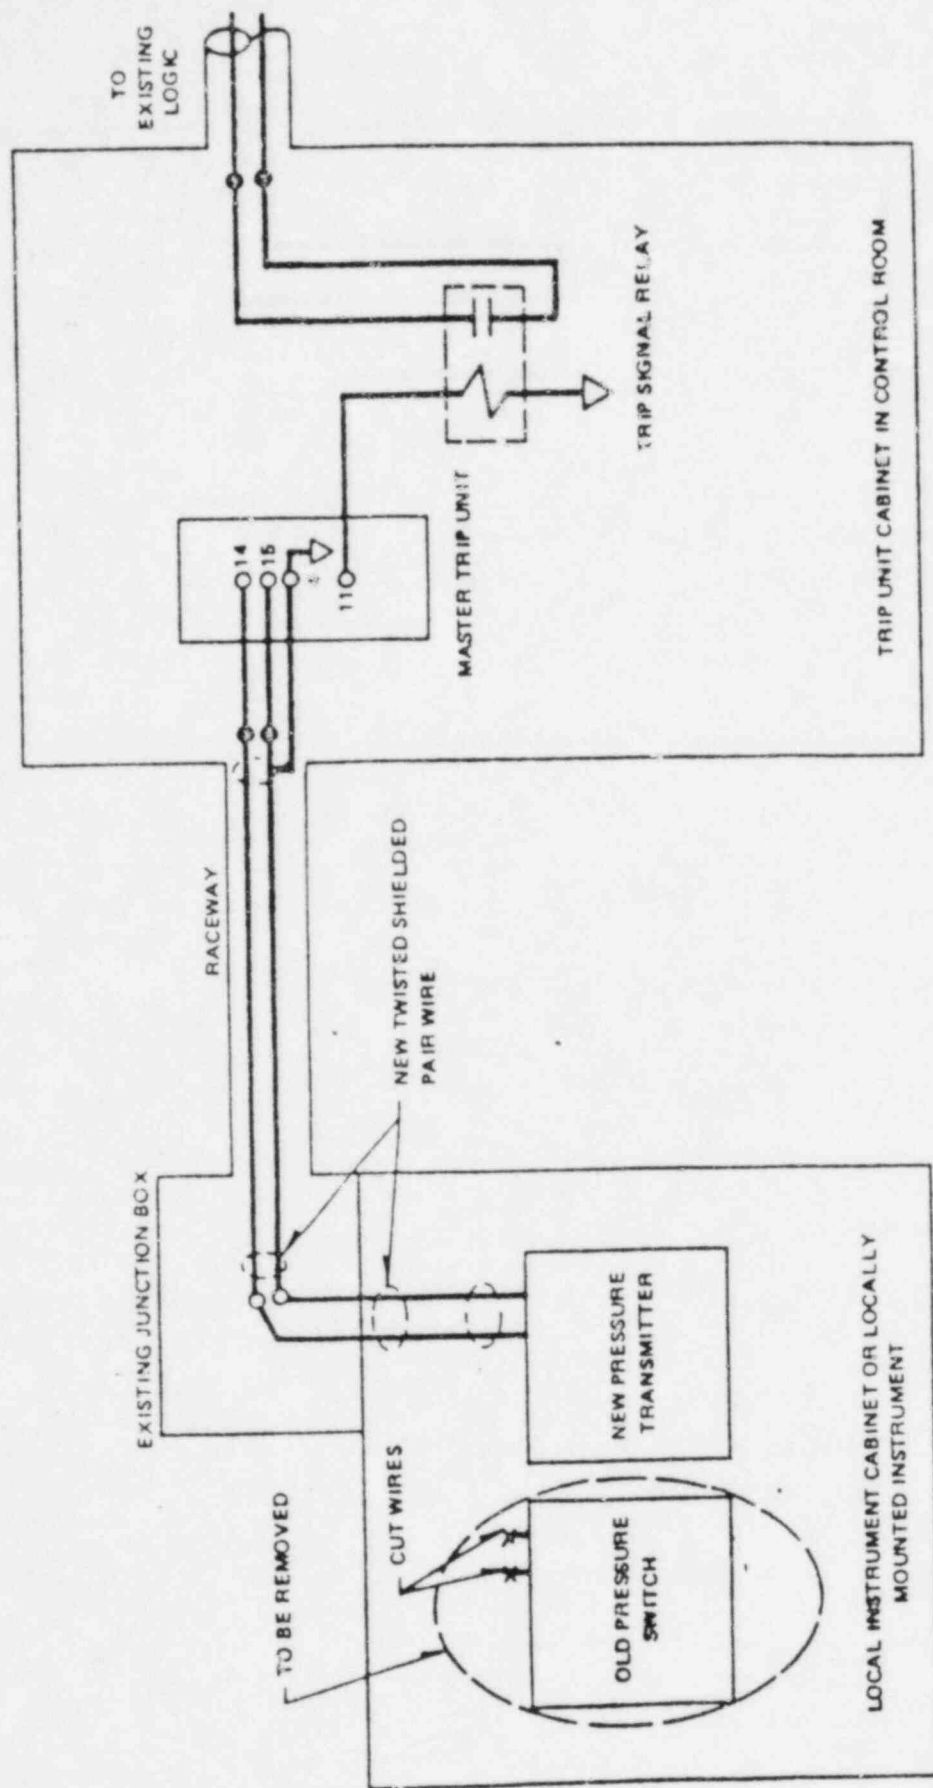 TO
EXISTING
LOGIC
EXISTING JUNCTION BOX
RACEWAY
14
15
11
MASTER TRIP UNIT
TRIP SIGNAL RELAY
TRIP UNIT CABINET IN CONTROL ROOM
NEW TWISTED SHIELDED
PAIR WIRE
TO BE REMOVED
CUT WIRES
OLD PRESSURE
SWITCH
NEW PRESSURE
TRANSMITTER
LOCAL INSTRUMENT CABINET OR LOCALLY
MOUNTED INSTRUMENT